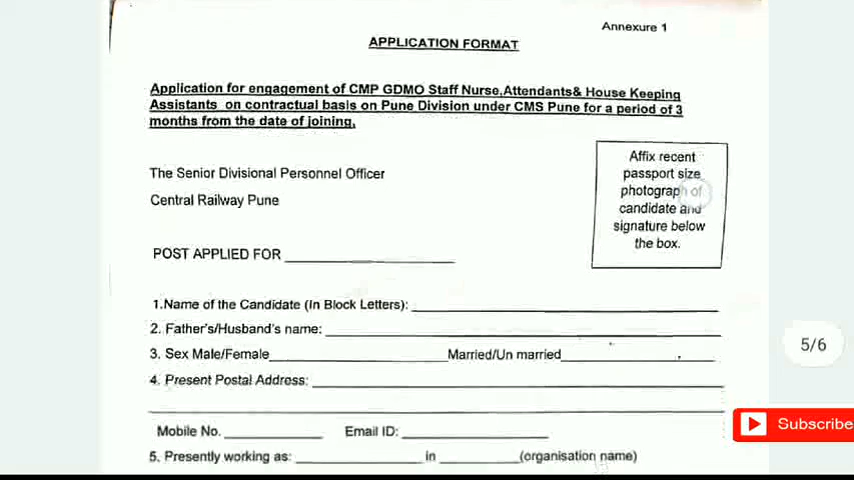 Annexure 1
APPLICATION FORMAT
Application for engagement of CMP GDMO Staff Nurse,Attendants& House Keeping
Assistants on contractual basis on Pune Division under CMS Pune for a period of 3
months from the date of joining.
Affix recent
passport size
photograph of
candidate and
signature below
the box.
The Senior Divisional Personnel Officer
Central Railway Pune
POST APPLIED FOR
1.Name of the Candidate (In Block Letters):
2. Father's/Husband's name:
3. Sex Male/Female Married/Un married
4. Present Postal Address:
Mobile No. Email ID:
5. Presently working as: in (organisation name)
5/6
Subscribe